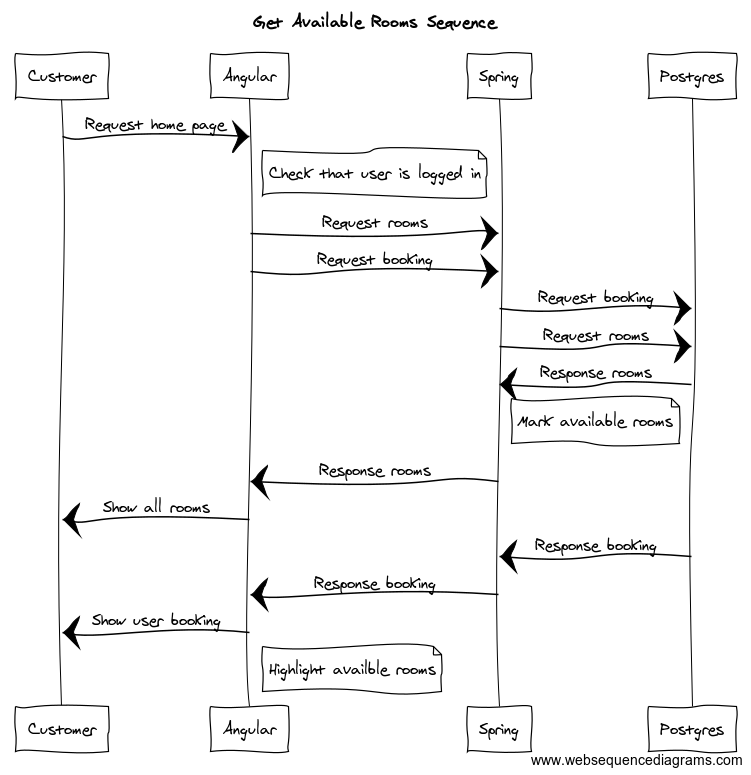 Get Available Rooms Sequence
Customer
Angular
Spring
Postgres
Request home page
Check that user is logged in
Request rooms
Request booking
Request booking
Request rooms
Response rooms
Mark available rooms
Response rooms
Show all rooms
Response booking
Response booking
Show user booking
Highlight availble rooms
Customer
Angular
Spring
Postgres
www.websequencediagrams.com